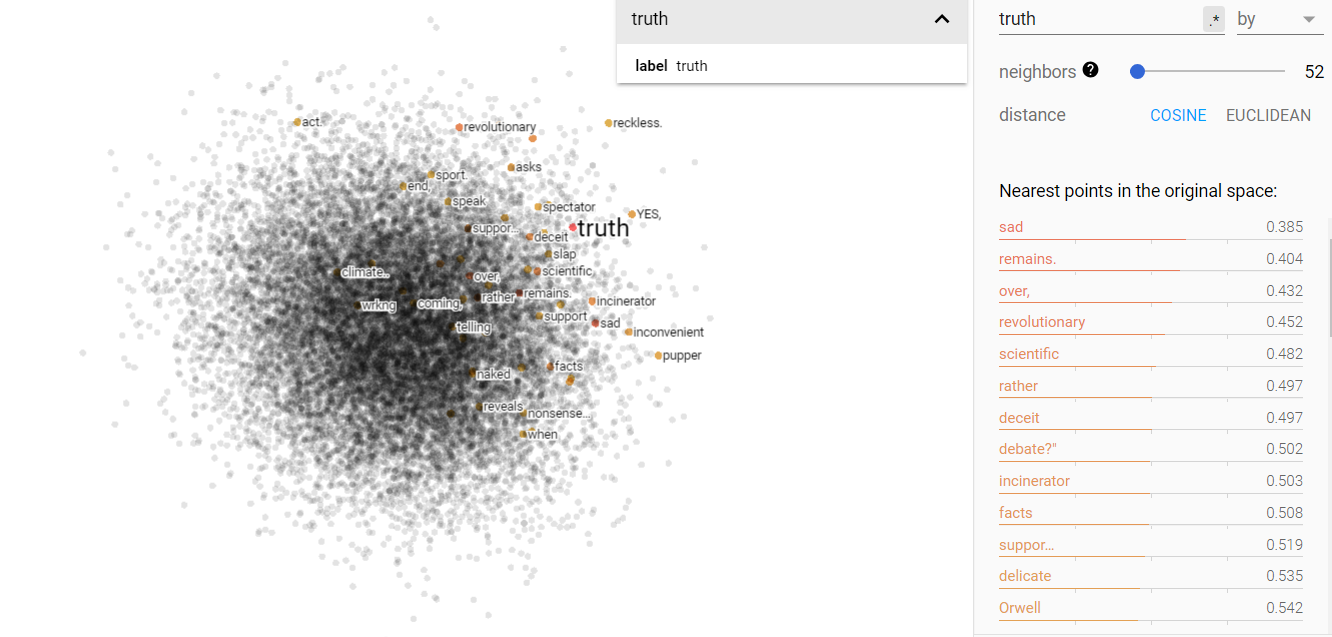 truth
label truth
act.
revolutionary
reckless.
asks
sport.
end,
speak
spectator
YES,
suppor...
truth
deceit
slap
climate..
over,
scientific
wrkng
coming,
rather
remains.
incinerator
support
sad
telling
inconvenient
pupper
facts
naked
reveals
nonsense...
when
truth
.*
by
neighbors ?
52
distance
COSINE
EUCLIDEAN
Nearest points in the original space:
sad 0.385
remains. 0.404
over, 0.432
revolutionary 0.452
scientific 0.482
rather 0.497
deceit 0.497
debate?" 0.502
incinerator 0.503
facts 0.508
suppor... 0.519
delicate 0.535
Orwell 0.542